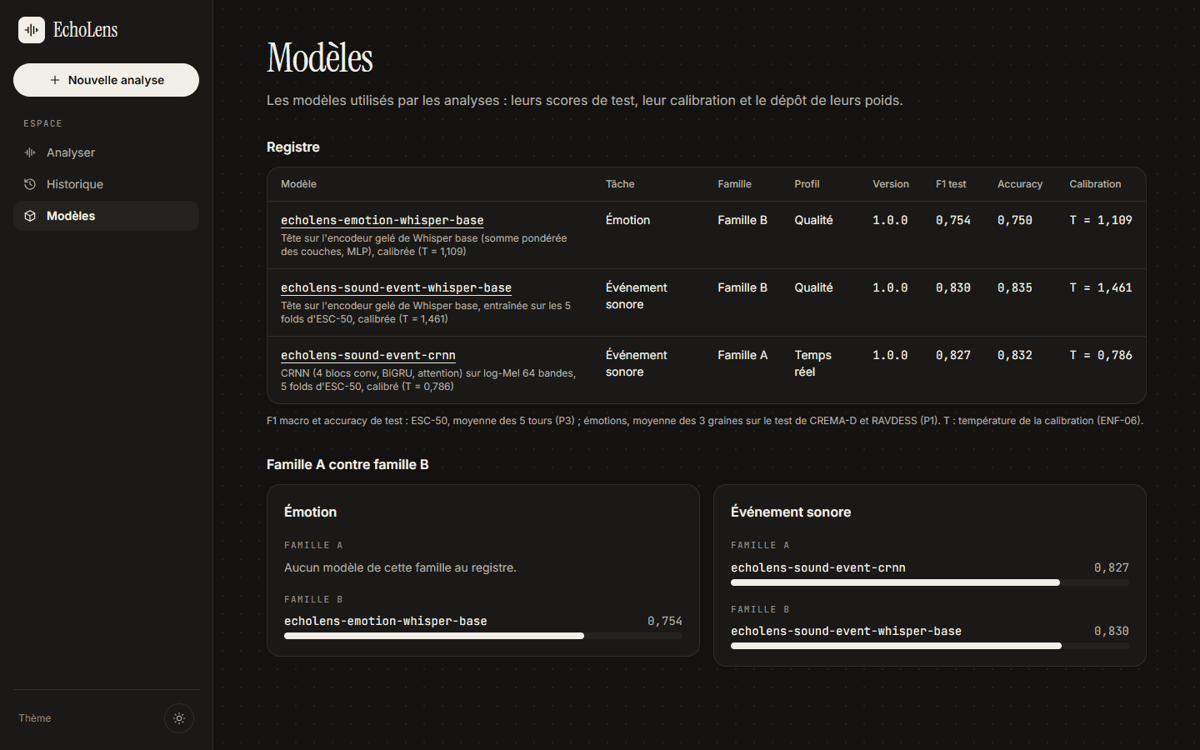 EchoLens
+ Nouvelle analyse
ESPACE
Analyser
Historique
Modèles
Thème
Modèles
Les modèles utilisés par les analyses : leurs scores de test, leur calibration et le dépôt de leurs poids.
Registre
Modèle Tâche Famille Profil Version F1 test Accuracy Calibration
echolens-emotion-whisper-base Émotion Famille B Qualité 1.0.0 0,754 0,750 T = 1,109
Tête sur l'encodeur gelé de Whisper base (somme pondérée
des couches, MLP), calibrée (T = 1,109)
echolens-sound-event-whisper-base Événement Famille B Qualité 1.0.0 0,830 0,835 T = 1,461
sonore
Tête sur l'encodeur gelé de Whisper base, entraînée sur les 5
folds d'ESC-50, calibrée (T = 1,461)
echolens-sound-event-crnn Événement Famille A Temps 1.0.0 0,827 0,832 T = 0,786
sonore réel
CRNN (4 blocs conv, BiGRU, attention) sur log-Mel 64 bandes,
5 folds d'ESC-50, calibré (T = 0,786)
F1 macro et accuracy de test : ESC-50, moyenne des 5 tours (P3) ; émotions, moyenne des 3 graines sur le test de CREMA-D et RAVDESS (P1). T : température de la calibration (ENF-06).
Famille A contre famille B
Émotion
FAMILLE A
Aucun modèle de cette famille au registre.
FAMILLE B
echolens-emotion-whisper-base 0,754
Événement sonore
FAMILLE A
echolens-sound-event-crnn 0,827
FAMILLE B
echolens-sound-event-whisper-base 0,830